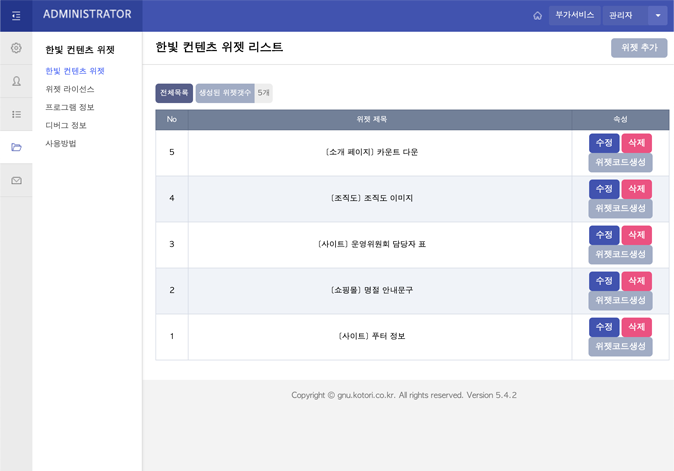 ADMINISTRATOR
부가서비스
관리자
한빛 컨텐츠 위젯
한빛 컨텐츠 위젯
위젯 라이선스
프로그램 정보
디버그 정보
사용방법
한빛 컨텐츠 위젯 리스트
위젯 추가
전체목록 생성된 위젯갯수 5개
No 위젯 제목 속성
5 [소개 페이지] 카운트 다운 수정 삭제
위젯코드생성
4 [조직도] 조직도 이미지 수정 삭제
위젯코드생성
3 [사이트] 운영위원회 담당자 표 수정 삭제
위젯코드생성
2 [쇼핑몰] 명절 안내문구 수정 삭제
위젯코드생성
1 [사이트] 푸터 정보 수정 삭제
위젯코드생성
Copyright © gnu.kotori.co.kr. All rights reserved. Version 5.4.2